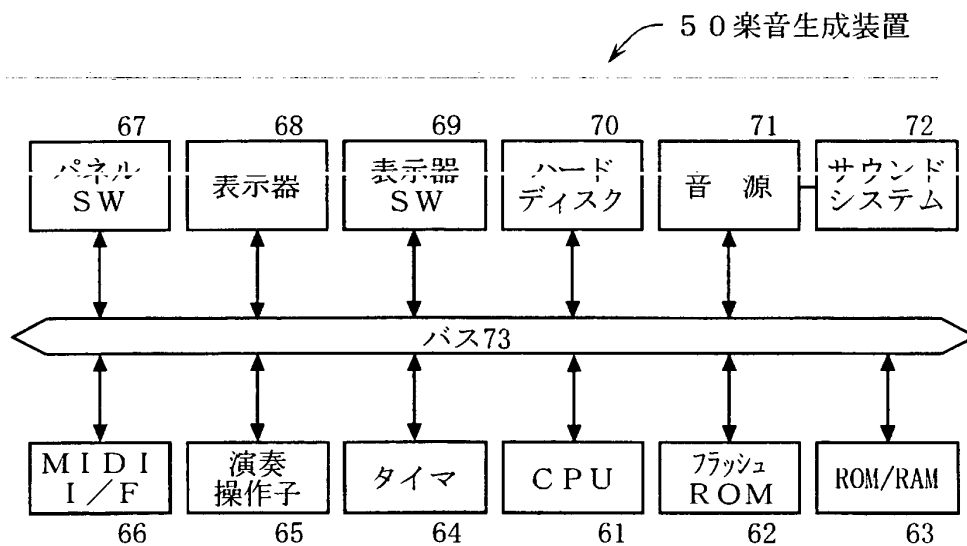 ５０楽音生成装置
67
68
69
70
71
72
パネル
SW
表示器
表示器
SW
ハード
ディスク
音　源
サウンド
システム
バス73
ＭＩＤＩ
Ｉ／Ｆ
演奏
操作子
タイマ
ＣＰＵ
フラッシュ
ＲＯＭ
ROM/RAM
66
65
64
61
62
63